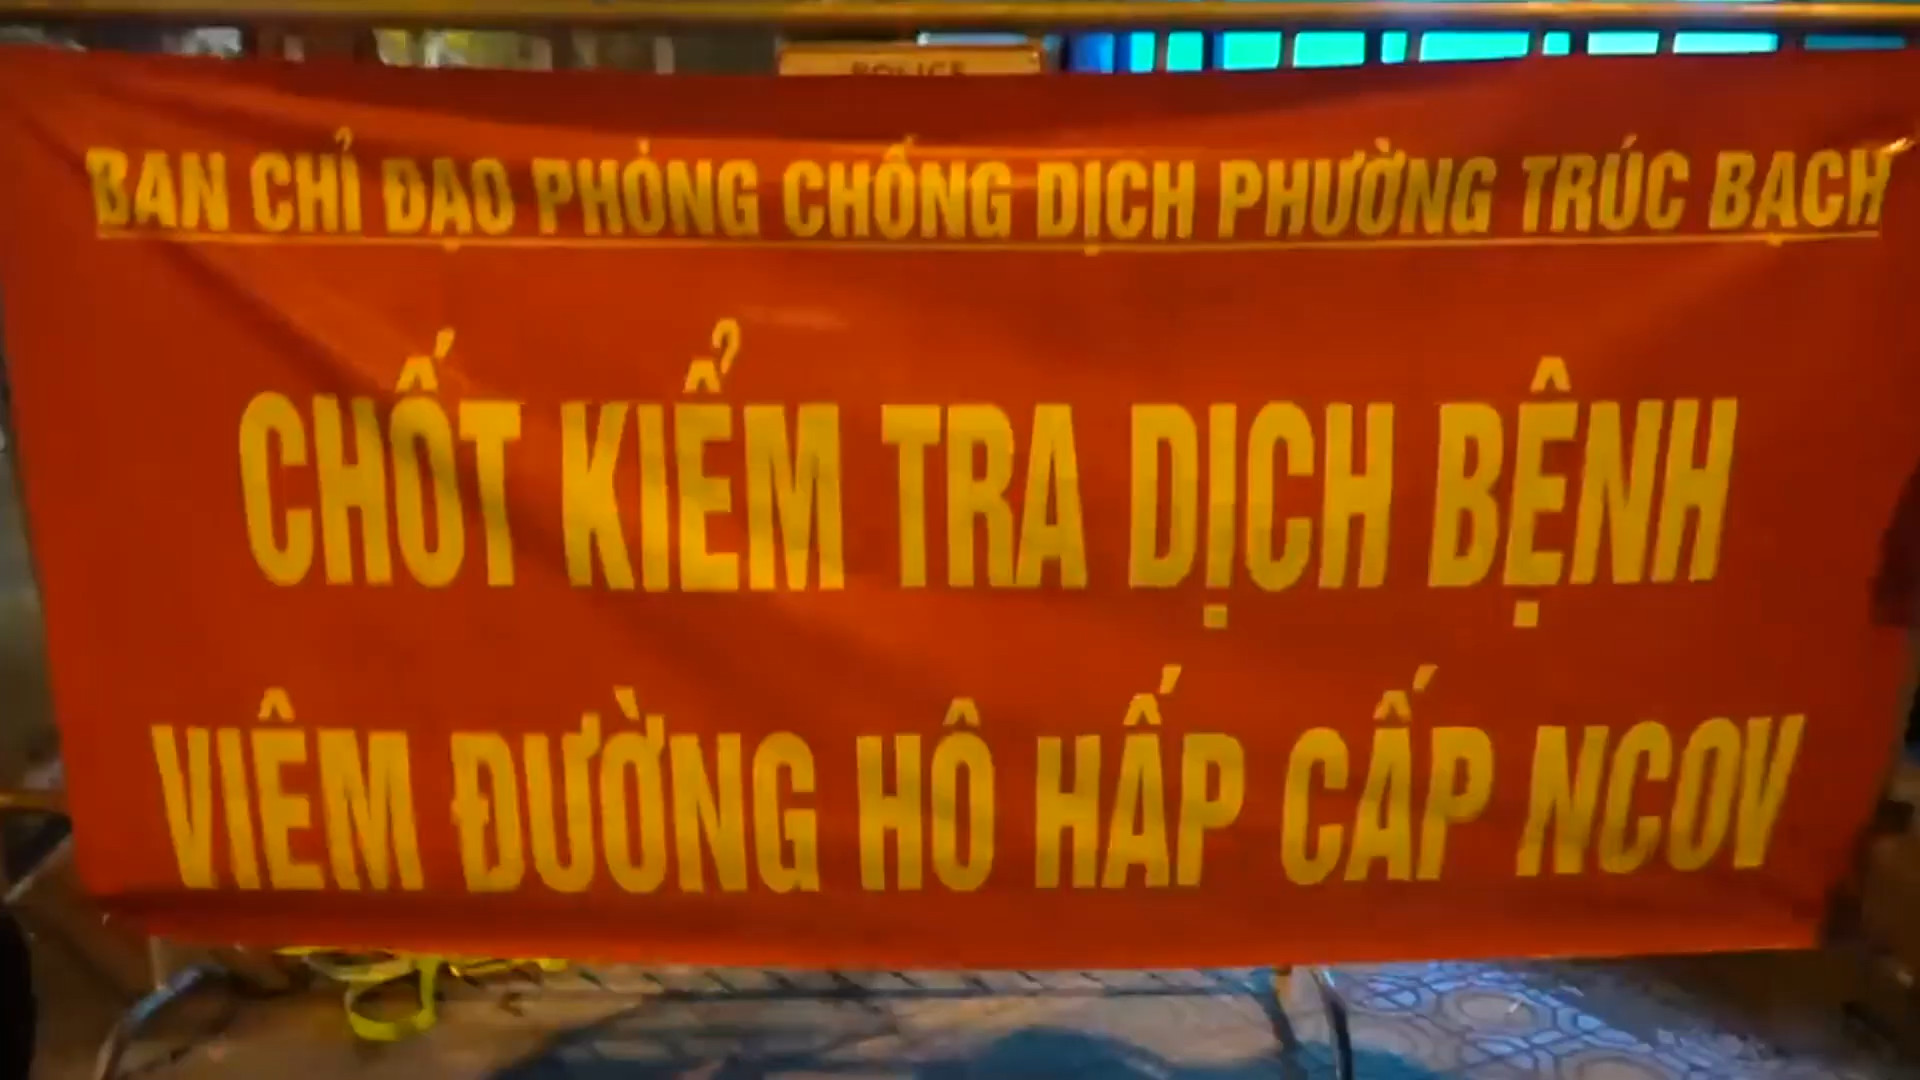 POLICE
BAN CHỈ ĐẠO PHÒNG CHỐNG DỊCH PHƯỜNG TRÚC BẠCH
CHỐT KIỂM TRA DỊCH BỆNH
VIÊM ĐƯỜNG HÔ HẤP CẤP NCOV